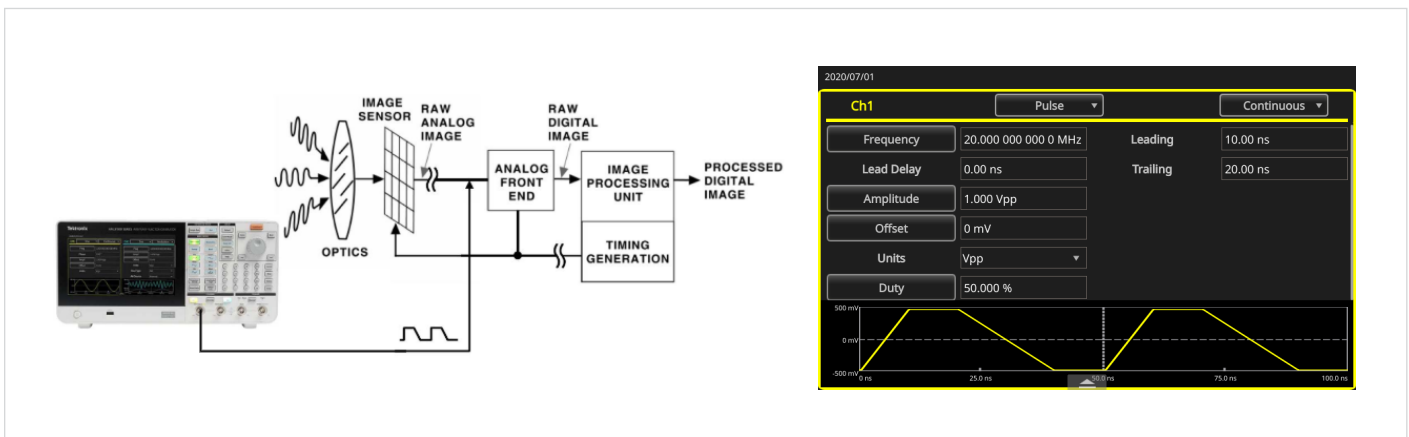 IMAGE
SENSOR
RAW
ANALOG
IMAGE
RAW
DIGITAL
IMAGE
ANALOG
FRONT
END
IMAGE
PROCESSING
UNIT
PROCESSED
DIGITAL
IMAGE
OPTICS
TIMING
GENERATION
Tektronix
2020/07/01
Ch1 Pulse Continuous
Frequency 20.000 000 000 0 MHz Leading 10.00 ns
Lead Delay 0.00 ns Trailing 20.00 ns
Amplitude 1.000 Vpp
Offset 0 mV
Units Vpp
Duty 50.000 %
500 mV
0 mV
-500 mV
0 ns 25.0 ns 50.0 ns 75.0 ns 100.0 ns